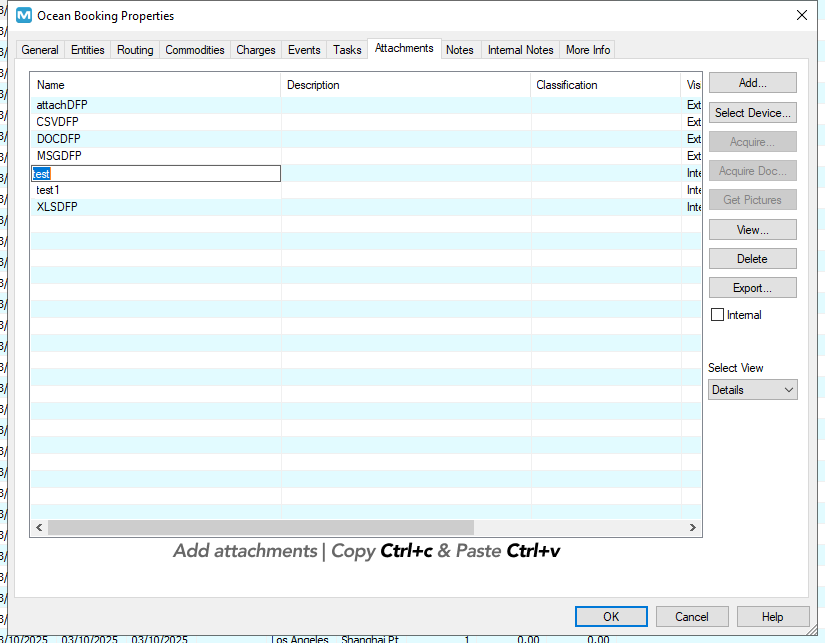 Ocean Booking Properties
General Entities Routing Commodities Charges Events Tasks Attachments Notes Internal Notes More Info
Name Description Classification Vis
attachDFP Ext
CSVDFP Ext
DOCDFP Ext
MSGDFP Ext
test Inte
test1 Inte
XLSDFP Inte
Add...
Select Device...
Acquire...
Acquire Doc...
Get Pictures
View...
Delete
Export...
Internal
Select View
Details
Add attachments | Copy Ctrl+c & Paste Ctrl+v
OK Cancel Help
3/10/2025 03/10/2025 03/10/2025 Los Angeles Shanghai Pt 1 0.00 0.00